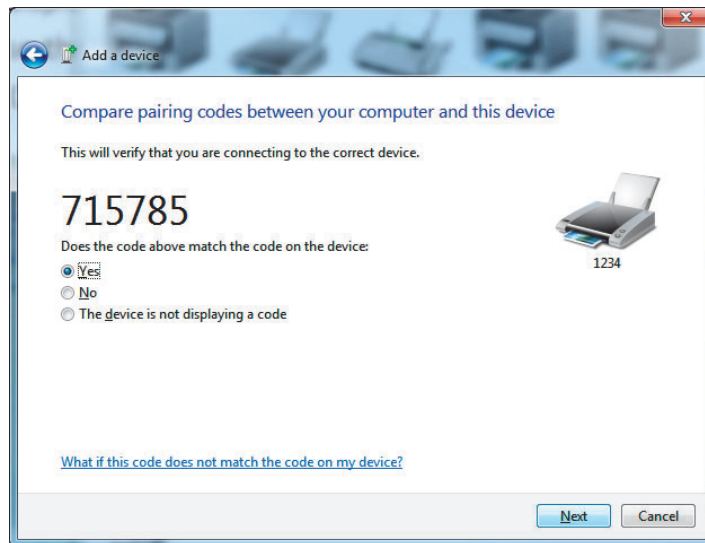 Add a device
Compare pairing codes between your computer and this device
This will verify that you are connecting to the correct device.
715785
Does the code above match the code on the device:
1234
Yes
No
The device is not displaying a code
What if this code does not match the code on my device?
Next
Cancel